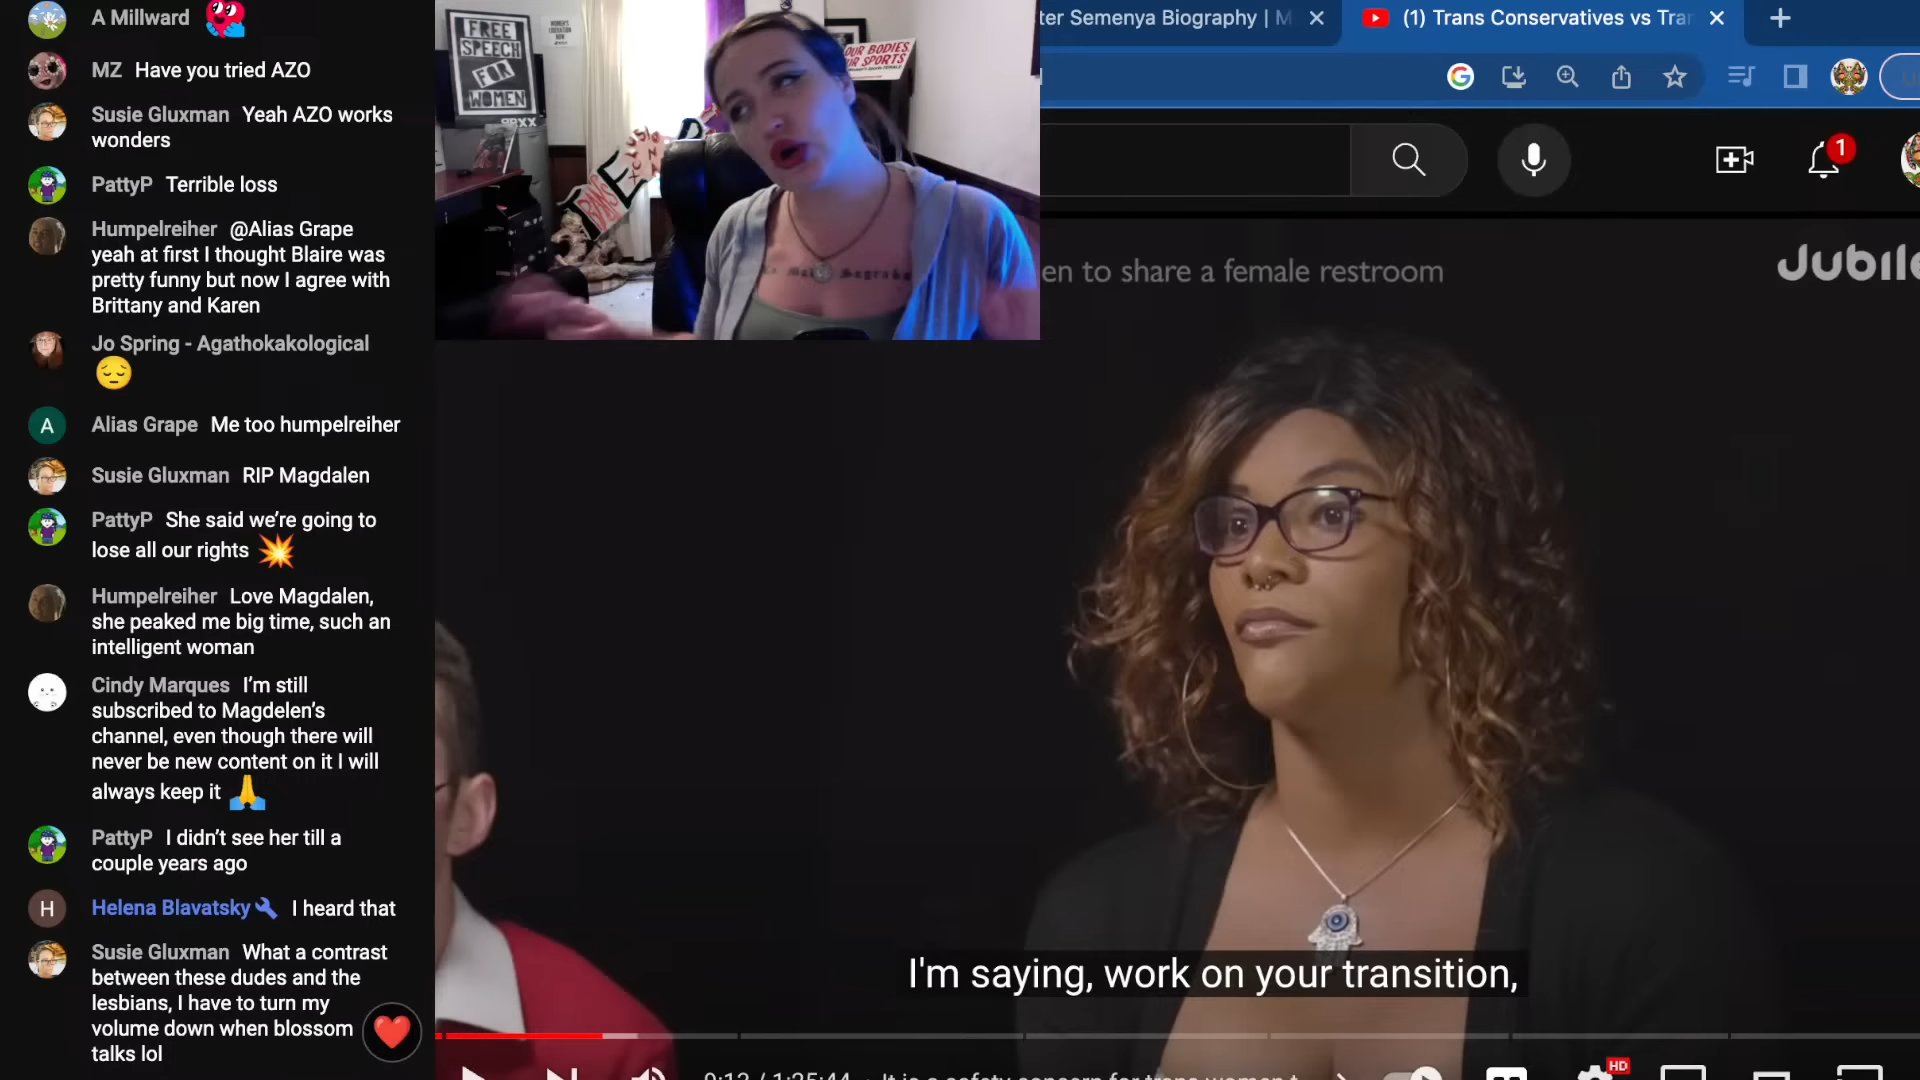 A Millward
MZ Have you tried AZO
Susie Gluxman Yeah AZO works
wonders
PattyP Terrible loss
Humpelreiher @Alias Grape
yeah at first I thought Blaire was
pretty funny but now I agree with
Brittany and Karen
Jo Spring - Agathokakological
A
Alias Grape Me too humpelreiher
Susie Gluxman RIP Magdalen
PattyP She said we’re going to
lose all our rights
Humpelreiher Love Magdalen,
she peaked me big time, such an
intelligent woman
Cindy Marques I’m still
subscribed to Magdelen’s
channel, even though there will
never be new content on it I will
always keep it
PattyP I didn’t see her till a
couple years ago
H
Helena Blavatsky I heard that
Susie Gluxman What a contrast
between these dudes and the
lesbians, I have to turn my
volume down when blossom
talks lol
FREE
SPEECH
FOR
WOMEN
OUR BODIES
OUR SPORTS
ter Semenya Biography | M
(1) Trans Conservatives vs Tra
1
en to share a female restroom
Jubile
I'm saying, work on your transition,
HD